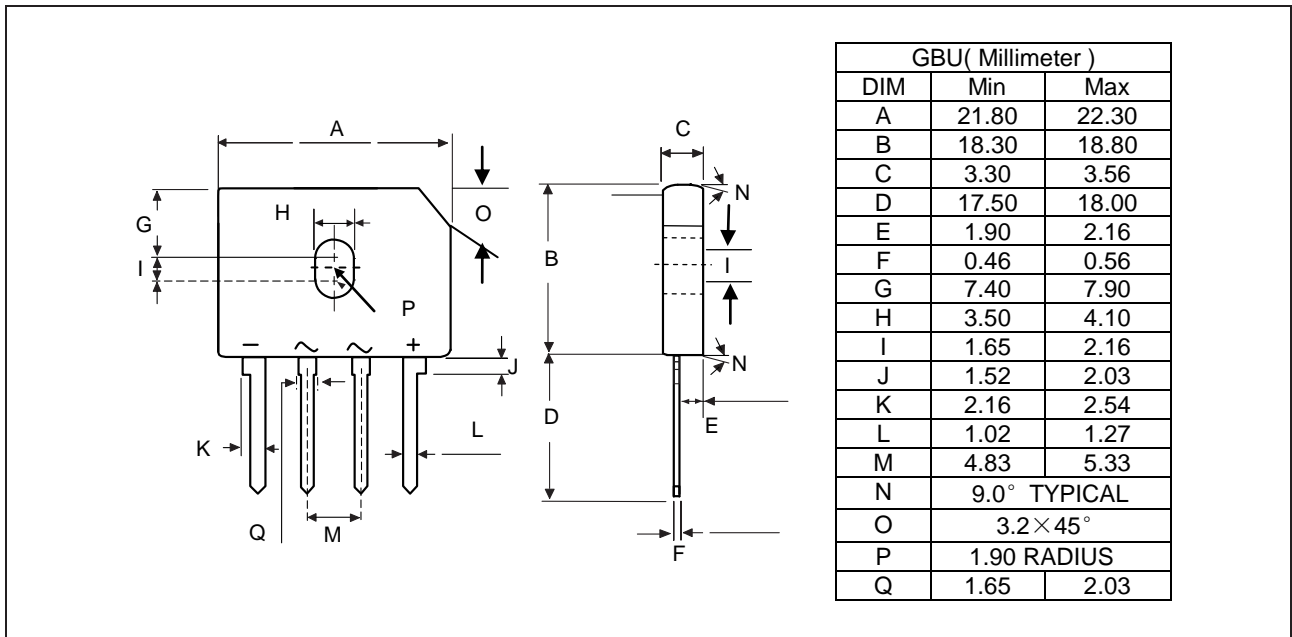 GBU( Millimeter )
DIM Min Max
A 21.80 22.30
B 18.30 18.80
C 3.30 3.56
D 17.50 18.00
E 1.90 2.16
F 0.46 0.56
G 7.40 7.90
H 3.50 4.10
I 1.65 2.16
J 1.52 2.03
K 2.16 2.54
L 1.02 1.27
M 4.83 5.33
N 9.0° TYPICAL
O 3.2×45°
P 1.90 RADIUS
Q 1.65 2.03
A
H
O
G
I
P
− ~ ~ +
J
K
L
Q
M
C
N
B
I
N
D
E
F